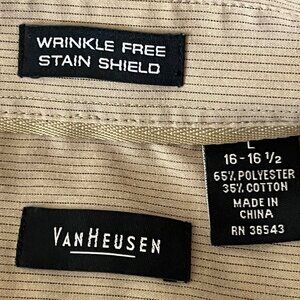 WRINKLE FREE
STAIN SHIELD
L
16-16 1/2
65% POLYESTER
35% COTTON
MADE IN
CHINA
RN 36543
VANHEUSEN